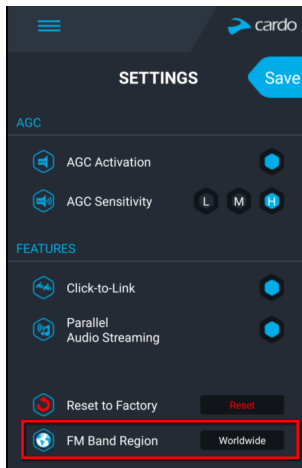 cardo
SETTINGS
Save
AGC
AGC Activation
AGC Sensitivity L M H
FEATURES
Click-to-Link
Parallel
Audio Streaming
Reset to Factory Reset
FM Band Region Worldwide